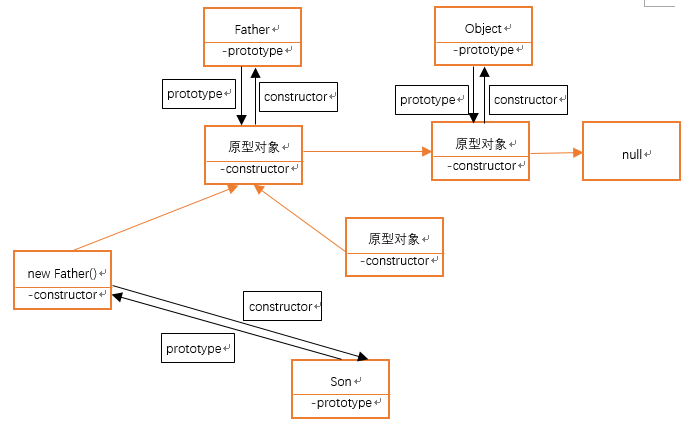 Father
-prototype
Object
-prototype
prototype
constructor
prototype
constructor
原型对象
-constructor
原型对象
-constructor
null
原型对象
-constructor
new Father()
-constructor
constructor
prototype
Son
-prototype